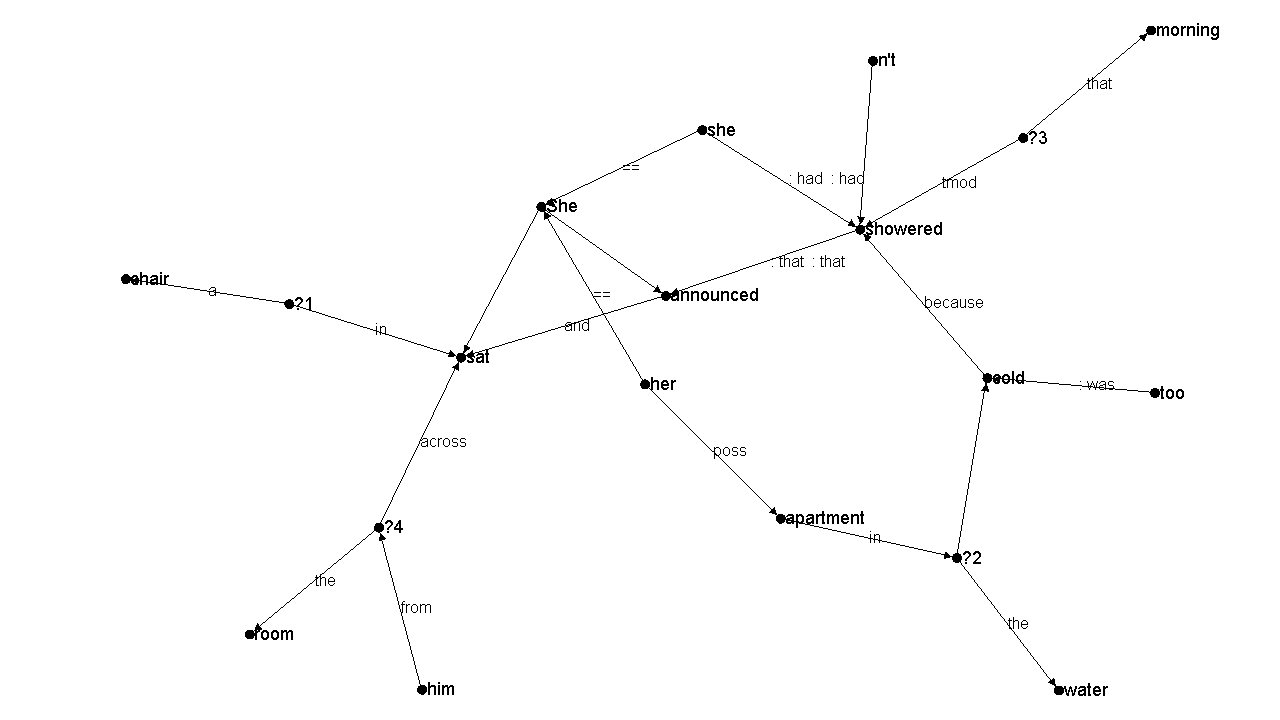 morning
n't
that
she
?3
==
: had : had
tmod
She
showered
: that : that
chair
a
?1
==
announced
because
in
and
sat
her
cold
: was
too
across
poss
apartment
?4
in
?2
the
from
the
room
him
water